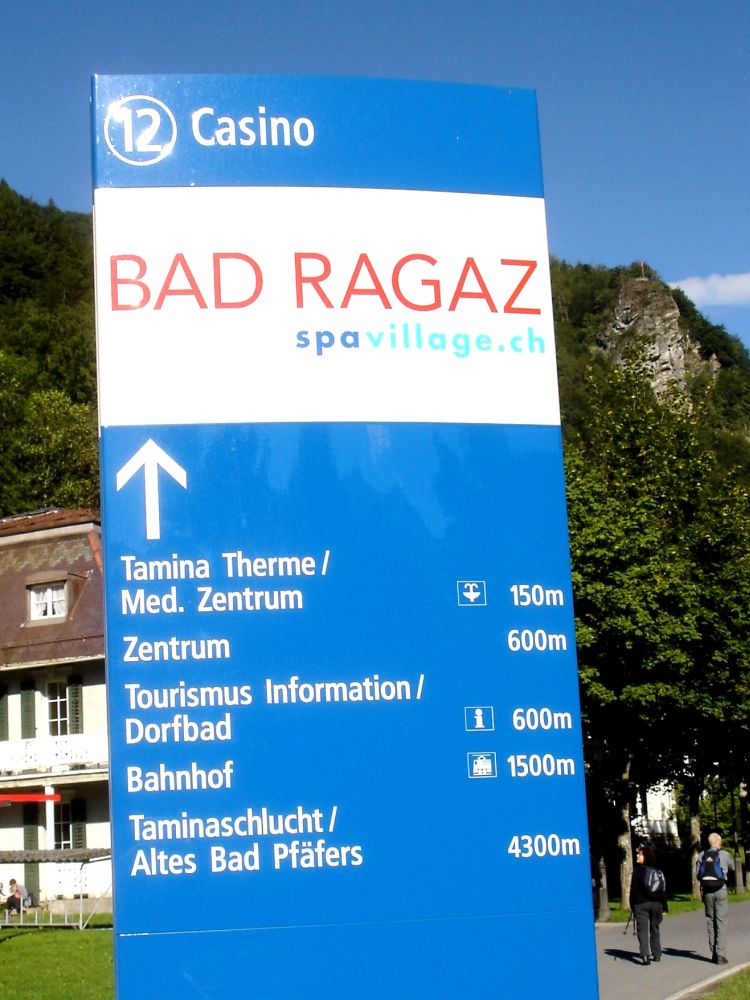 12 Casino
BAD RAGAZ
spavillage.ch
Tamina Therme/
Med. Zentrum 150m
Zentrum 600m
Tourismus Information/
Dorfbad i 600m
Bahnhof 1500m
Taminaschlucht/
Altes Bad Pfäfers 4300m